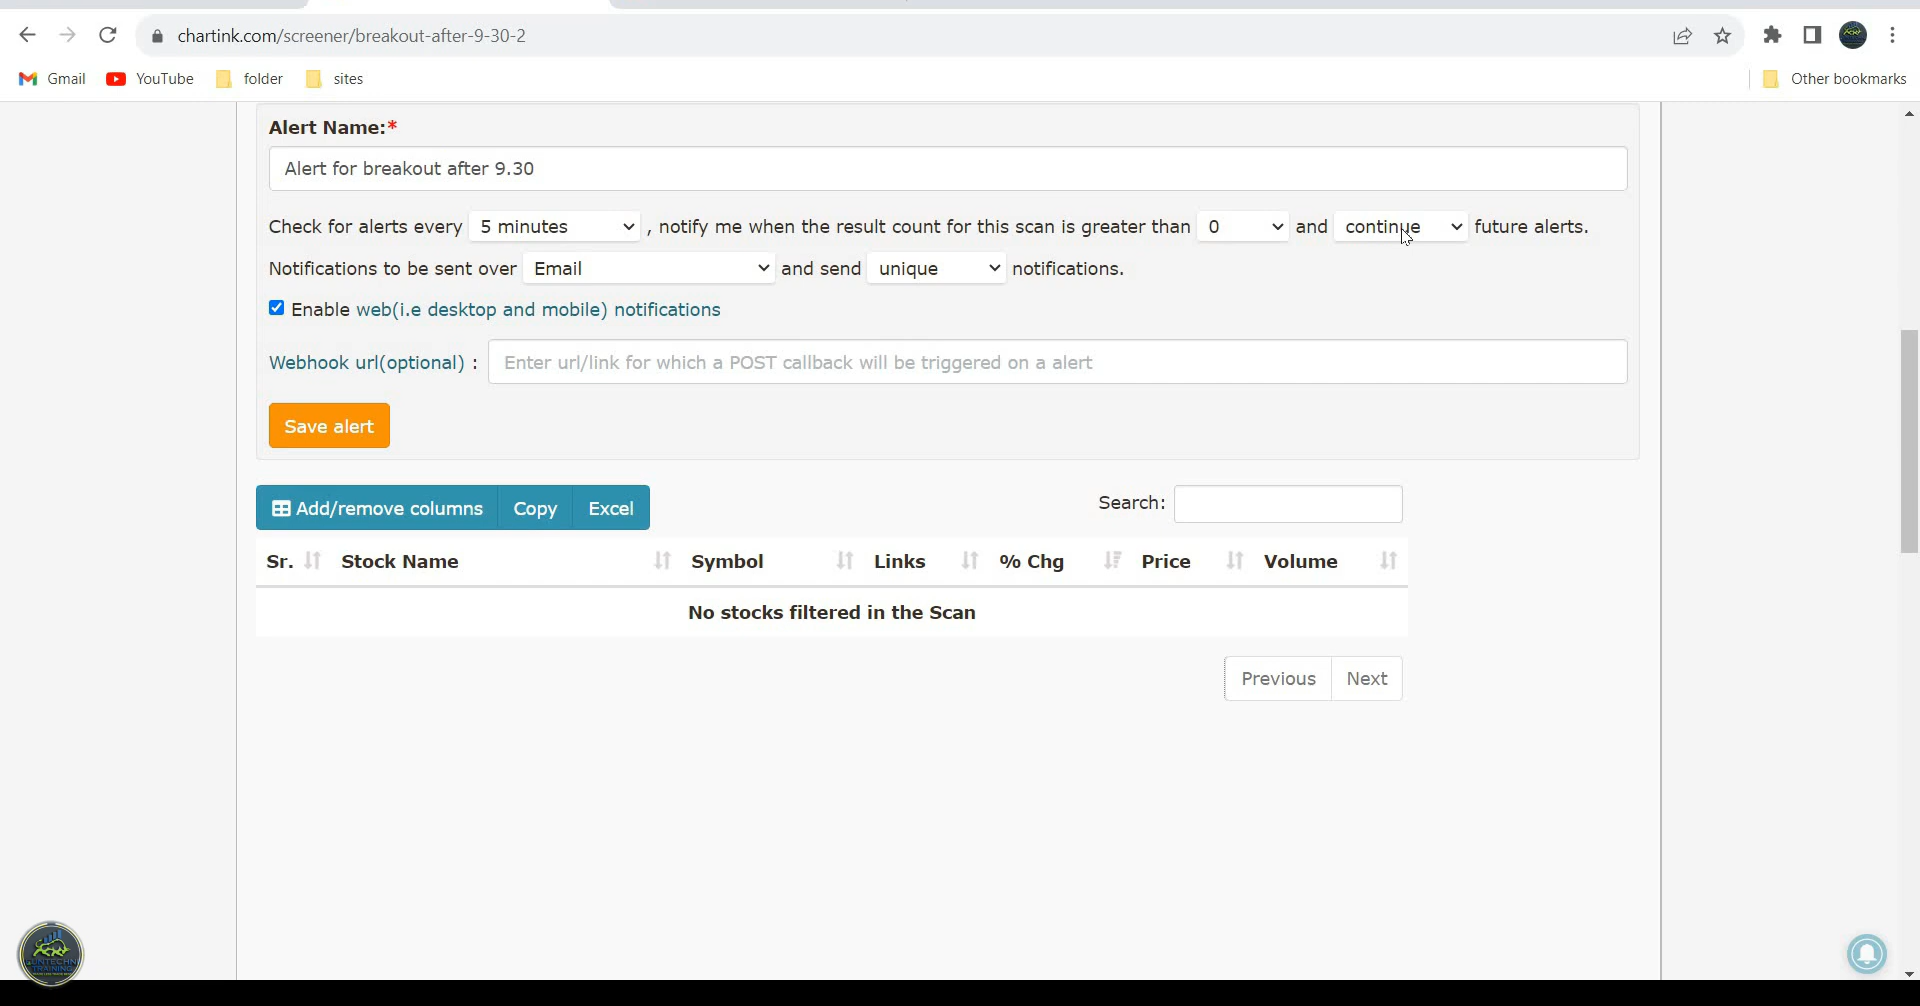 chartink.com/screener/breakout-after-9-30-2
Gmail YouTube folder sites Other bookmarks
Alert Name:*
Alert for breakout after 9.30
Check for alerts every 5 minutes , notify me when the result count for this scan is greater than 0 and continue future alerts.
Notifications to be sent over Email and send unique notifications.
Enable web(i.e desktop and mobile) notifications
Webhook url(optional) : Enter url/link for which a POST callback will be triggered on a alert
Save alert
Add/remove columns Copy Excel Search:
Sr. Stock Name Symbol Links % Chg Price Volume
No stocks filtered in the Scan
Previous Next
TRAINING